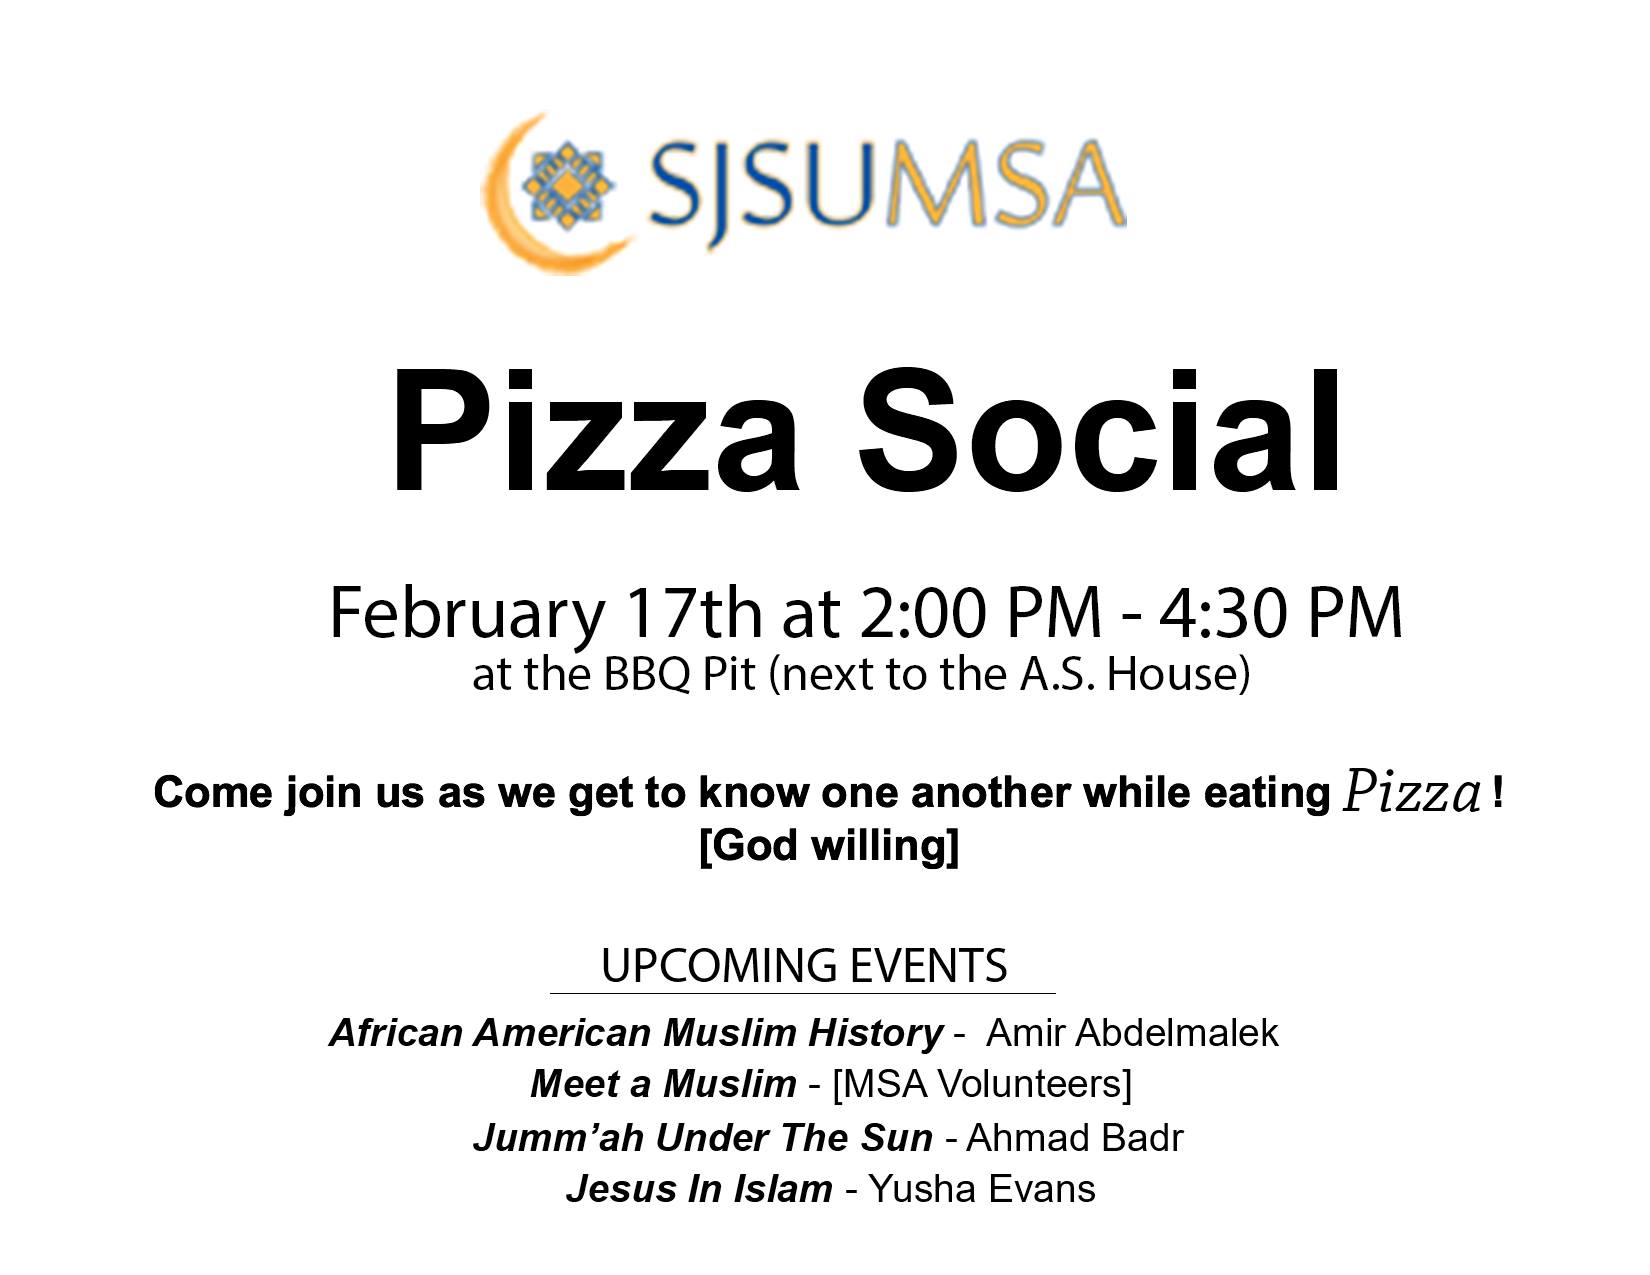 SJSUMSA
Pizza Social
February 17th at 2:00 PM - 4:30 PM
at the BBQ Pit (next to the A.S. House)
Come join us as we get to know one another while eating Pizza !
[God willing]
UPCOMING EVENTS
African American Muslim History - Amir Abdelmalek
Meet a Muslim - [MSA Volunteers]
Jumm’ah Under The Sun - Ahmad Badr
Jesus In Islam - Yusha Evans